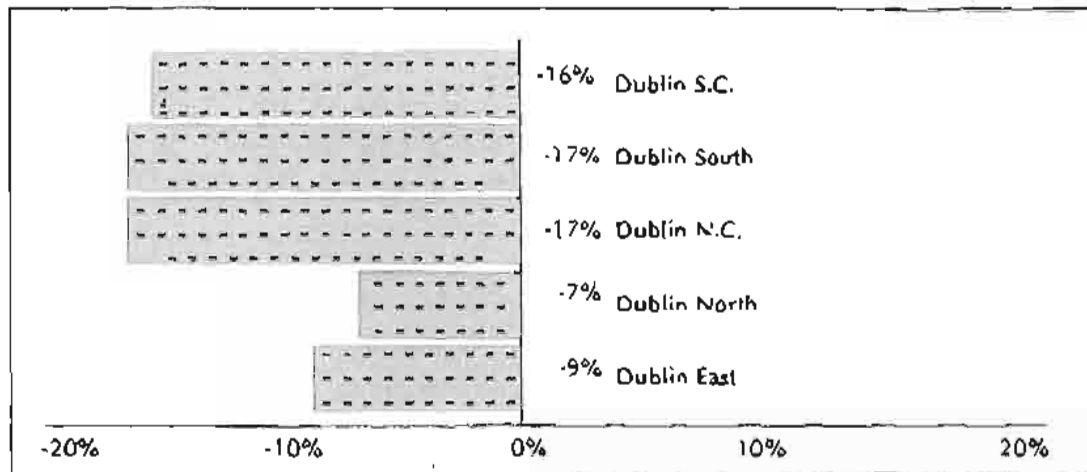 -16% Dublin S.C.
-17% Dublin South
-17% Dublin N.C.
-7% Dublin North
-9% Dublin East
-20% -10% 0% 10% 20%